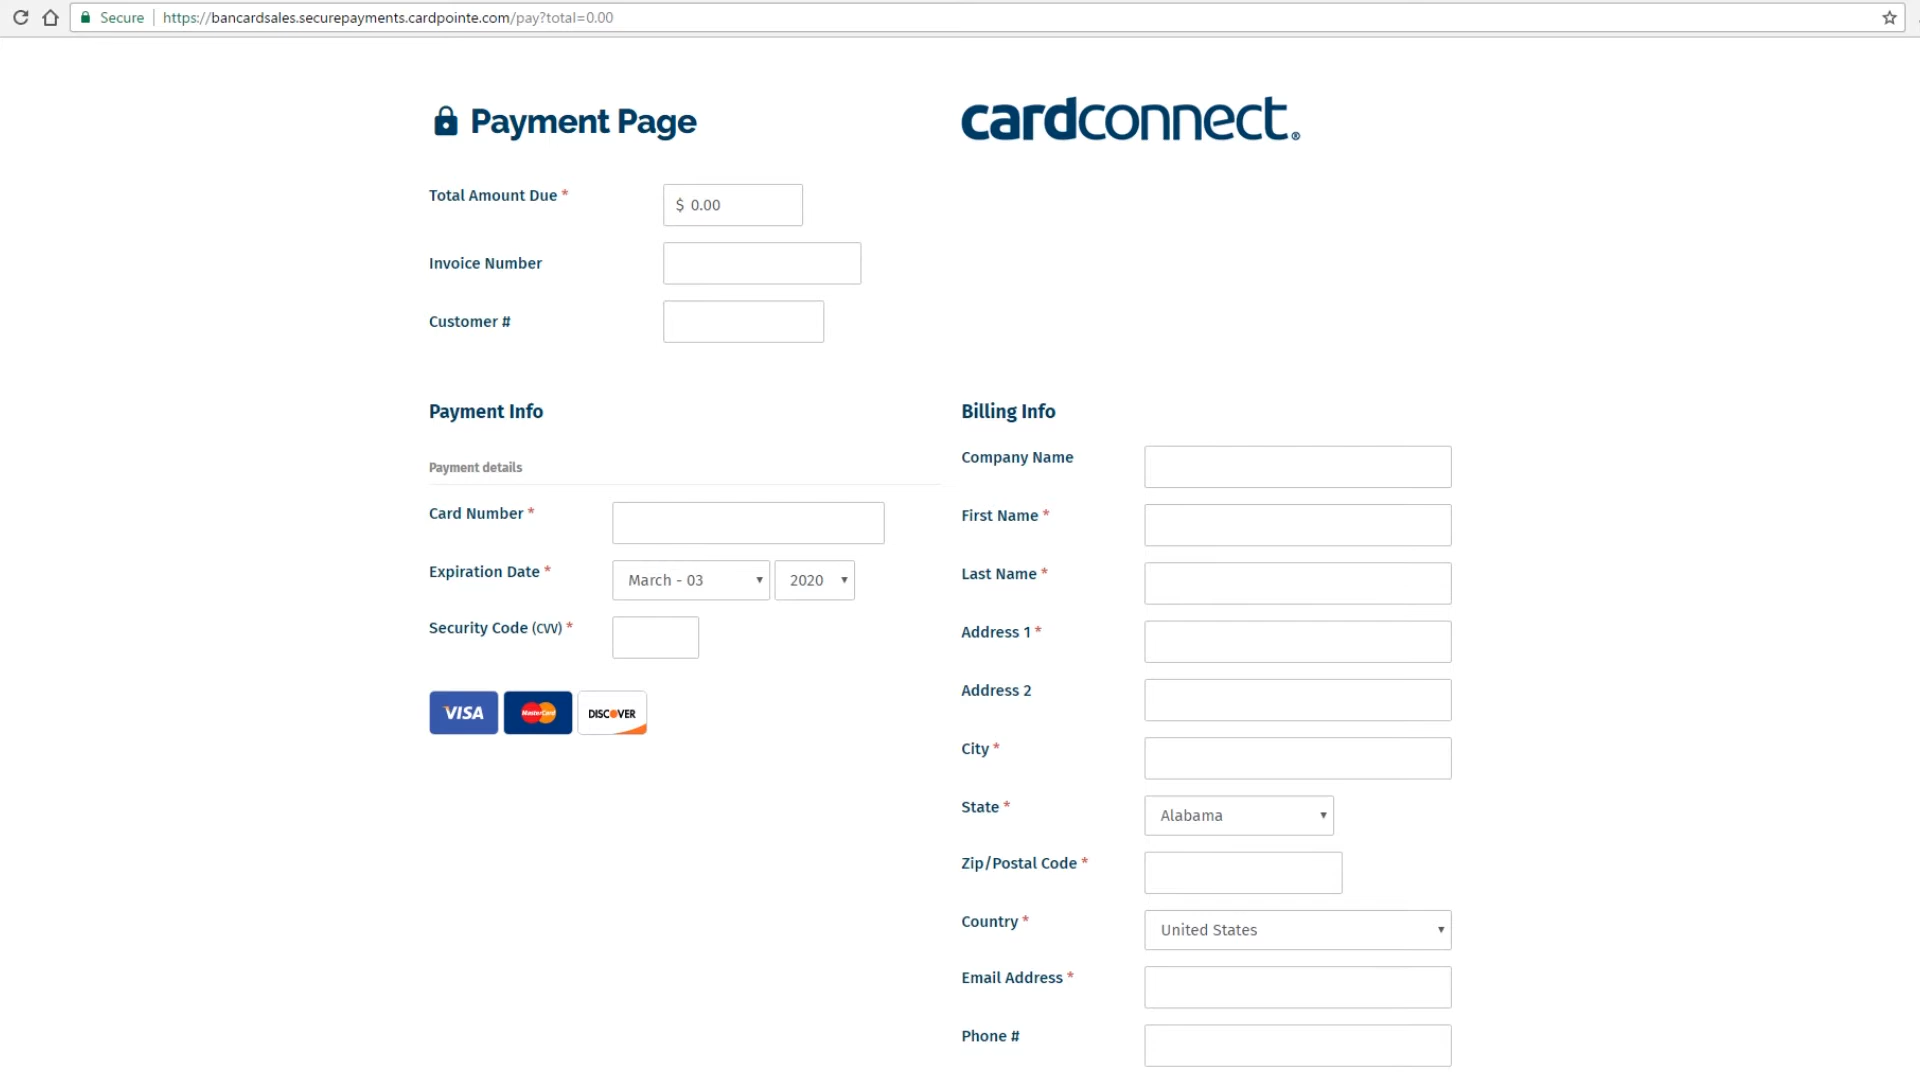 Secure https://bancardsales.securepayments.cardpointe.com/pay?total=0.00
Payment Page
cardconnect®
Total Amount Due * $ 0.00
Invoice Number
Customer #
Payment Info
Payment details
Card Number *
Expiration Date * March - 03 2020
Security Code (CVV) *
VISA MasterCard DISCOVER
Billing Info
Company Name
First Name *
Last Name *
Address 1 *
Address 2
City *
State * Alabama
Zip/Postal Code *
Country * United States
Email Address *
Phone #